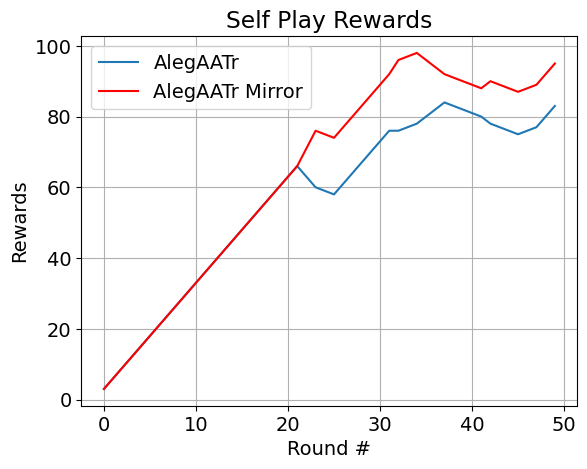 Self Play Rewards
100
80
60
40
20
0
Rewards
AlegAATr
AlegAATr Mirror
0 10 20 30 40 50
Round #